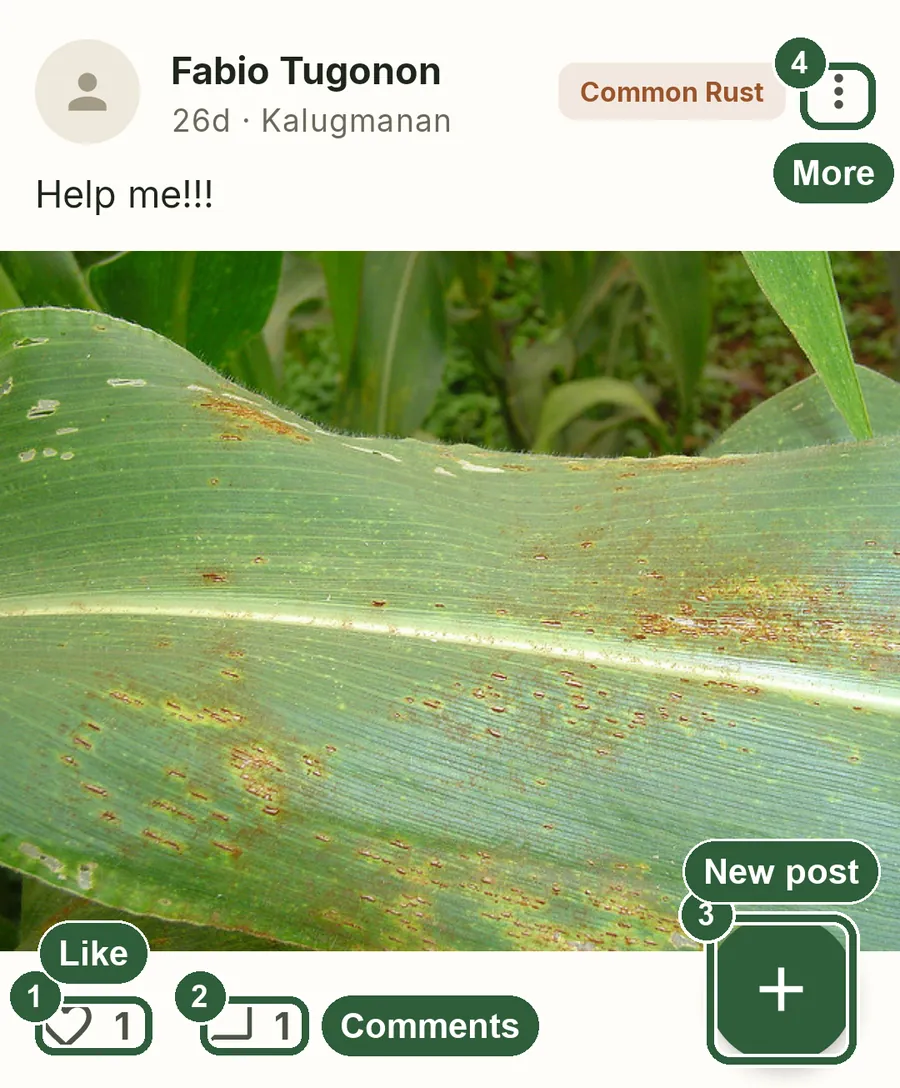 Fabio Tugonon
26d · Kalugmanan
Common Rust
4
More
Help me!!!
New post
3
Like
1
1
2
1
Comments